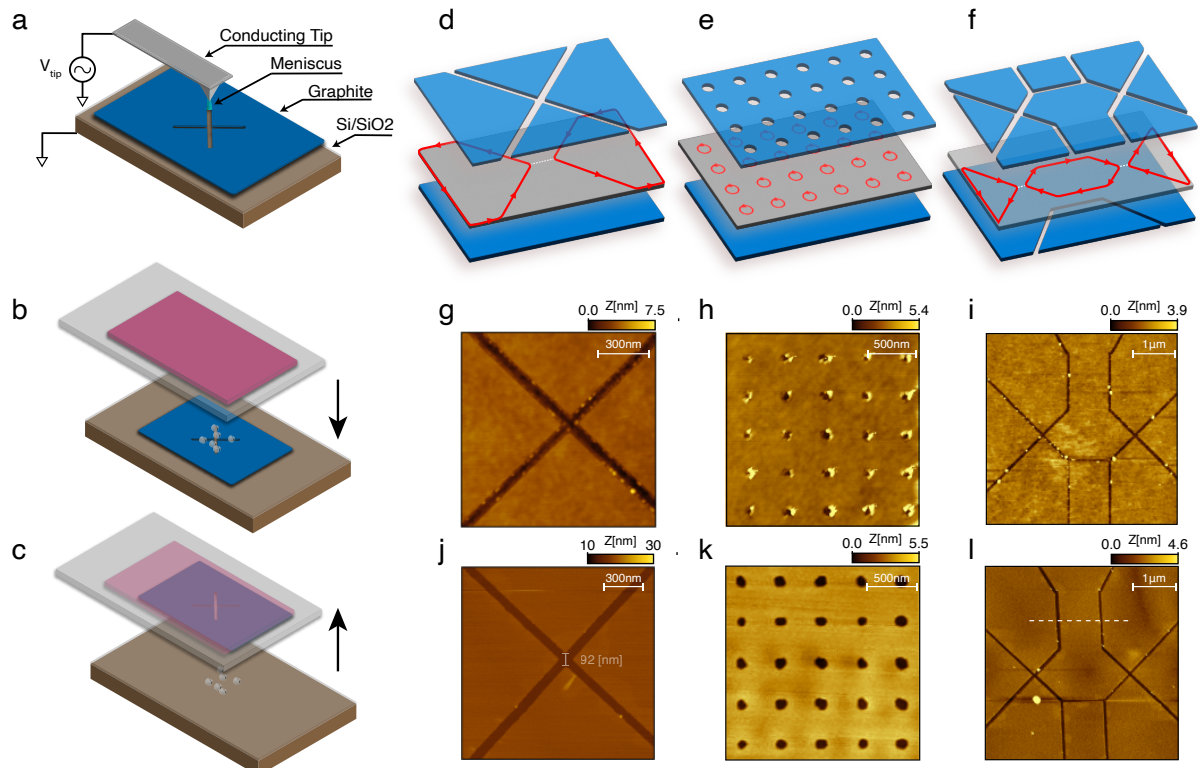 a
Conducting Tip
Vtip
Meniscus
Graphite
Si/SiO2
b
c
d
e
f
g
0.0 Z[nm] 7.5
300nm
h
0.0 Z[nm] 5.4
500nm
i
0.0 Z[nm] 3.9
1µm
j
10 Z[nm] 30
300nm
92 [nm]
k
0.0 Z[nm] 5.5
500nm
l
0.0 Z[nm] 4.6
1µm